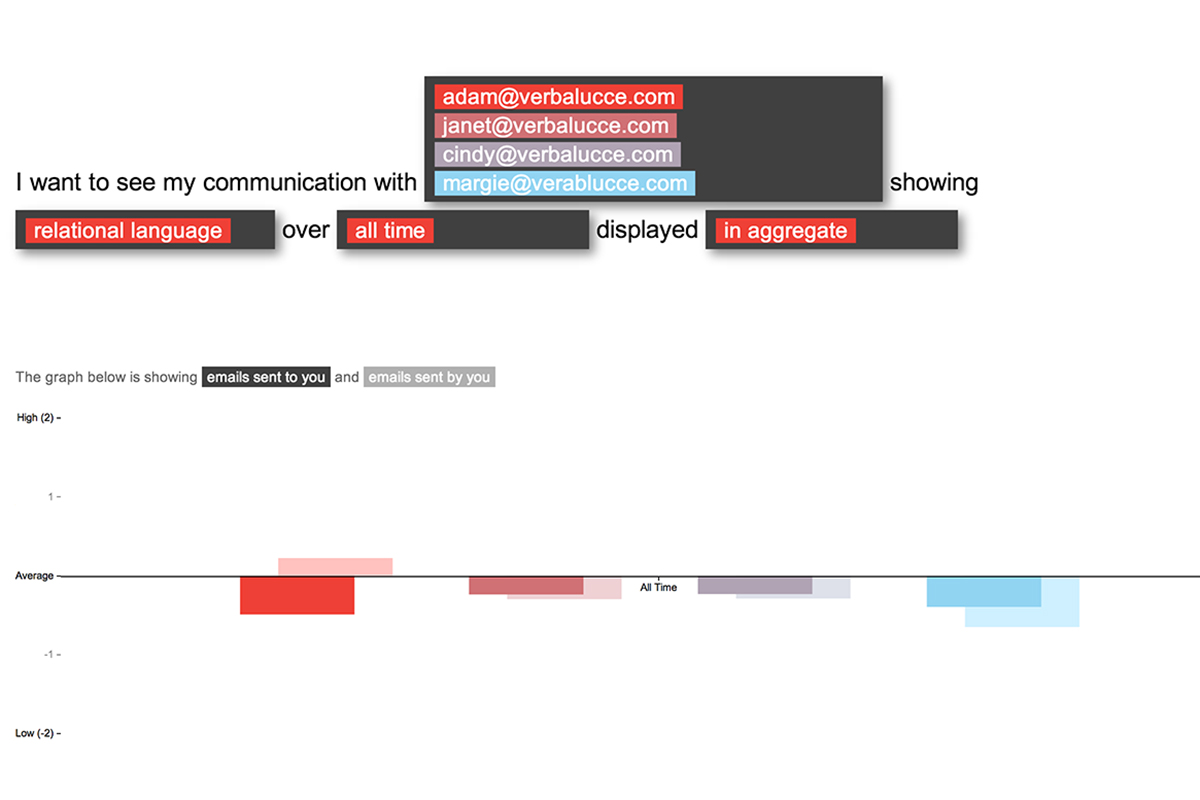 adam@verbalucce.com
janet@verbalucce.com
cindy@verbalucce.com
I want to see my communication with margie@verablucce.com showing
relational language over all time displayed in aggregate
The graph below is showing emails sent to you and emails sent by you
High (2) -
1 -
Average -
All Time
-1 -
Low (-2) -